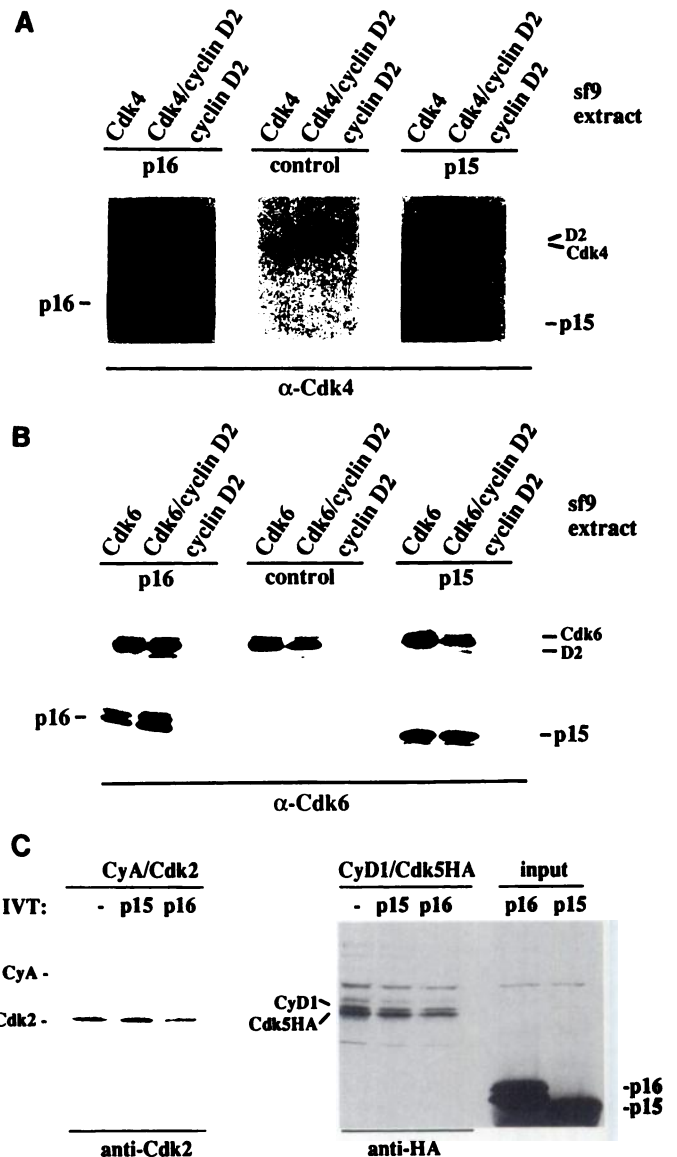 A
Cdk4 Cdk4/cyclin D2 cyclin D2 Cdk4 Cdk4/cyclin D2 cyclin D2 Cdk4 Cdk4/cyclin D2 cyclin D2
sf9
extract
p16 control p15
D2
Cdk4
p16 –
–p15
α-Cdk4
B
Cdk6 Cdk6/cyclin D2 cyclin D2 Cdk6 Cdk6/cyclin D2 cyclin D2 Cdk6 Cdk6/cyclin D2 cyclin D2
sf9
extract
p16 control p15
– Cdk6
– D2
p16 –
–p15
α-Cdk6
C
CyA/Cdk2 CyD1/Cdk5HA input
IVT: - p15 p16 - p15 p16 p16 p15
CyA -
Cdk2 -
CyD1
Cdk5HA
-p16
-p15
anti-Cdk2 anti-HA